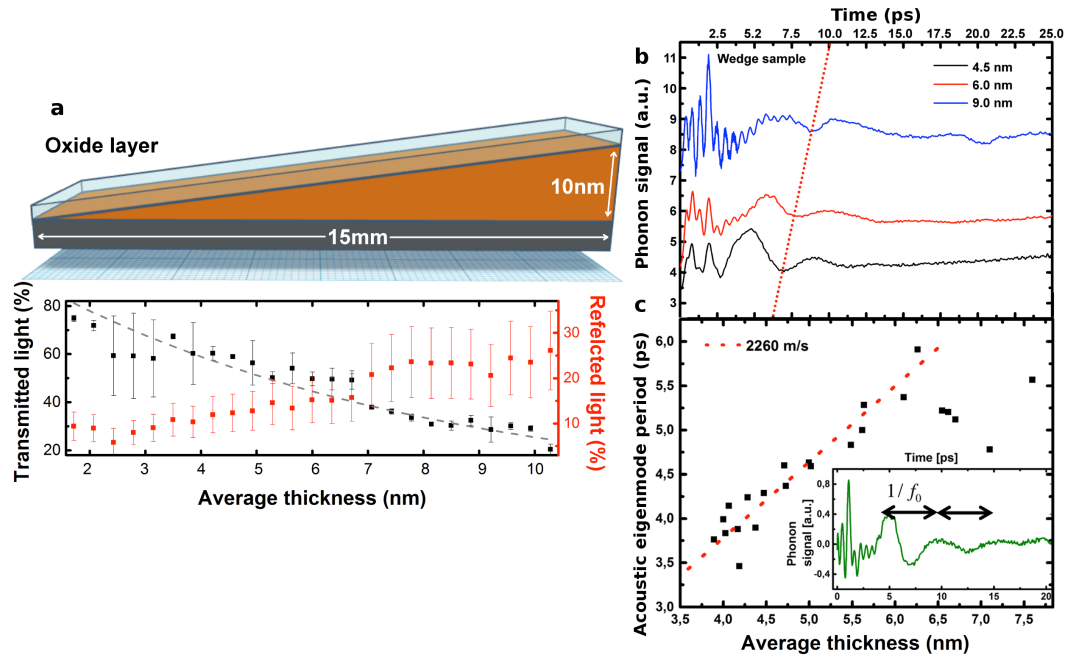 a
Oxide layer
10nm
15mm
Transmitted light (%)
80
60
40
20
Refelcted light (%)
30
20
10
2 3 4 5 6 7 8 9 10
Average thickness (nm)
Time (ps)
2.5 5.2 7.5 10.0 12.5 15.0 17.5 20.0 22.5 25.0
b
Wedge sample
4.5 nm
6.0 nm
9.0 nm
Phonon signal (a.u.)
11
10
9
8
7
6
5
4
3
c
2260 m/s
Acoustic eigenmode period (ps)
6,0
5,5
5,0
4,5
4,0
3,5
3,0
Time [ps]
1/f0
Phonon
signal [a.u.]
0,4
0,0
-0,4
0 5 10 15 20
3,5 4,0 4,5 5,0 5,5 6,0 6,5 7,0 7,5
Average thickness (nm)